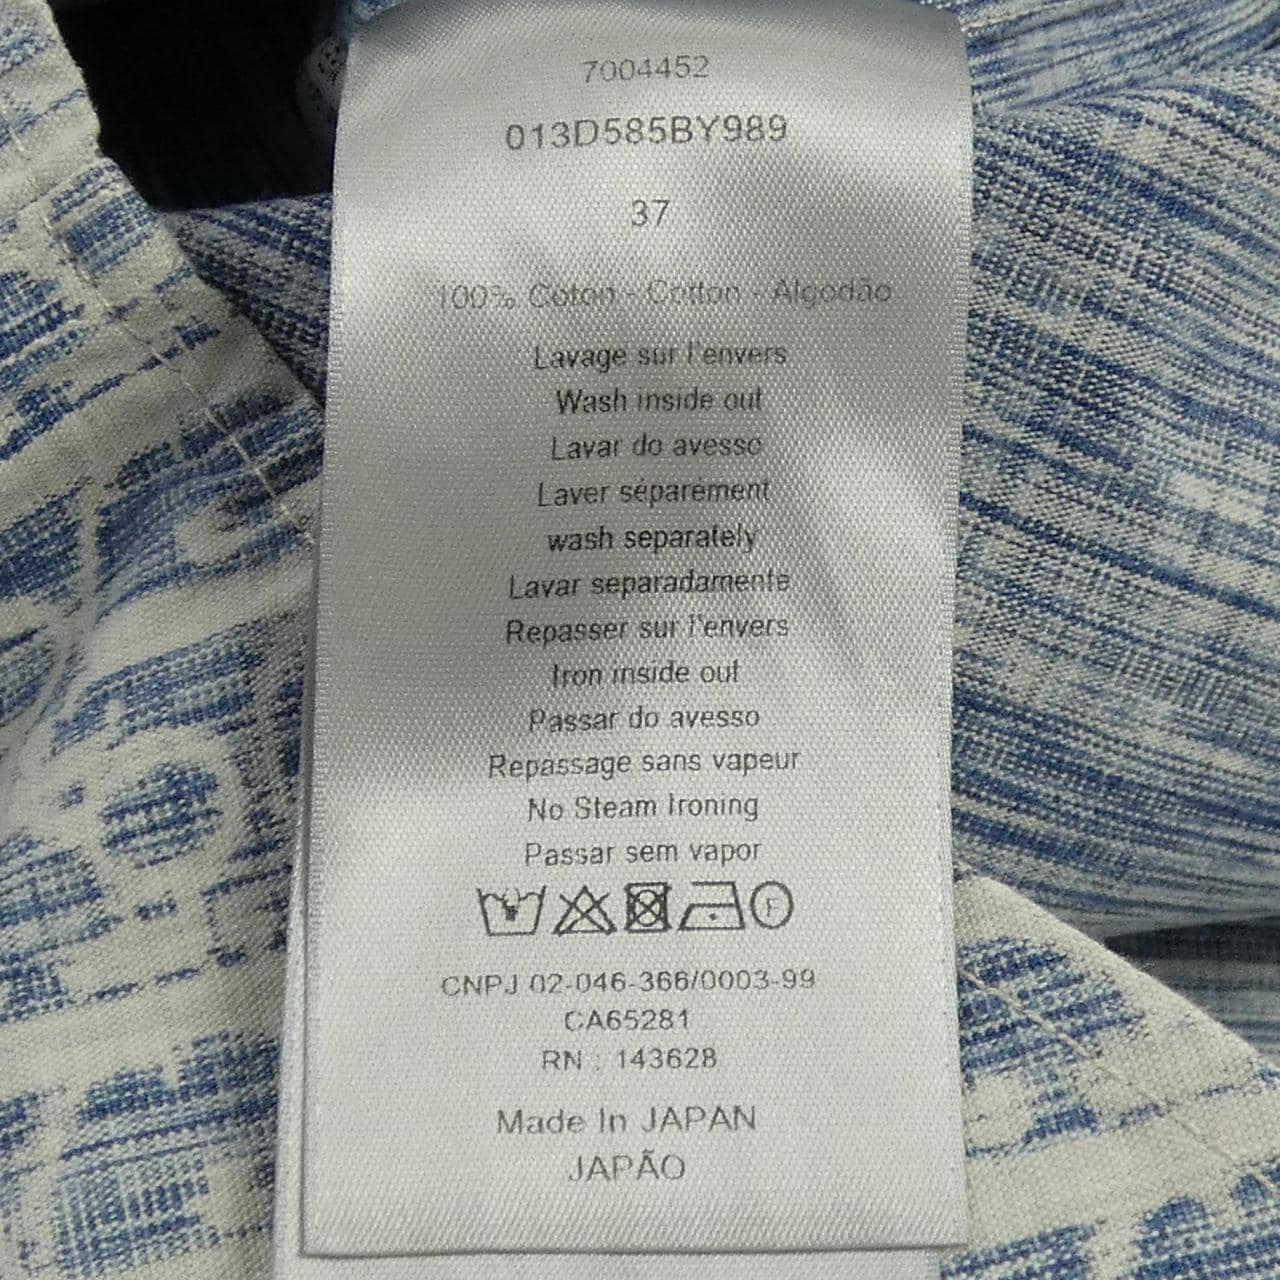 7004452
013D585BY989
37
100% Coton - Cotton - Algodão
Lavage sur l'envers
Wash inside out
Lavar do avesso
Laver séparément
wash separately
Lavar separadamente
Repasser sur l'envers
Iron inside out
Passar do avesso
Repassage sans vapeur
No Steam Ironing
Passar sem vapor
F
CNPJ 02-046-366/0003-99
CA65281
RN : 143628
Made In JAPAN
JAPÃO